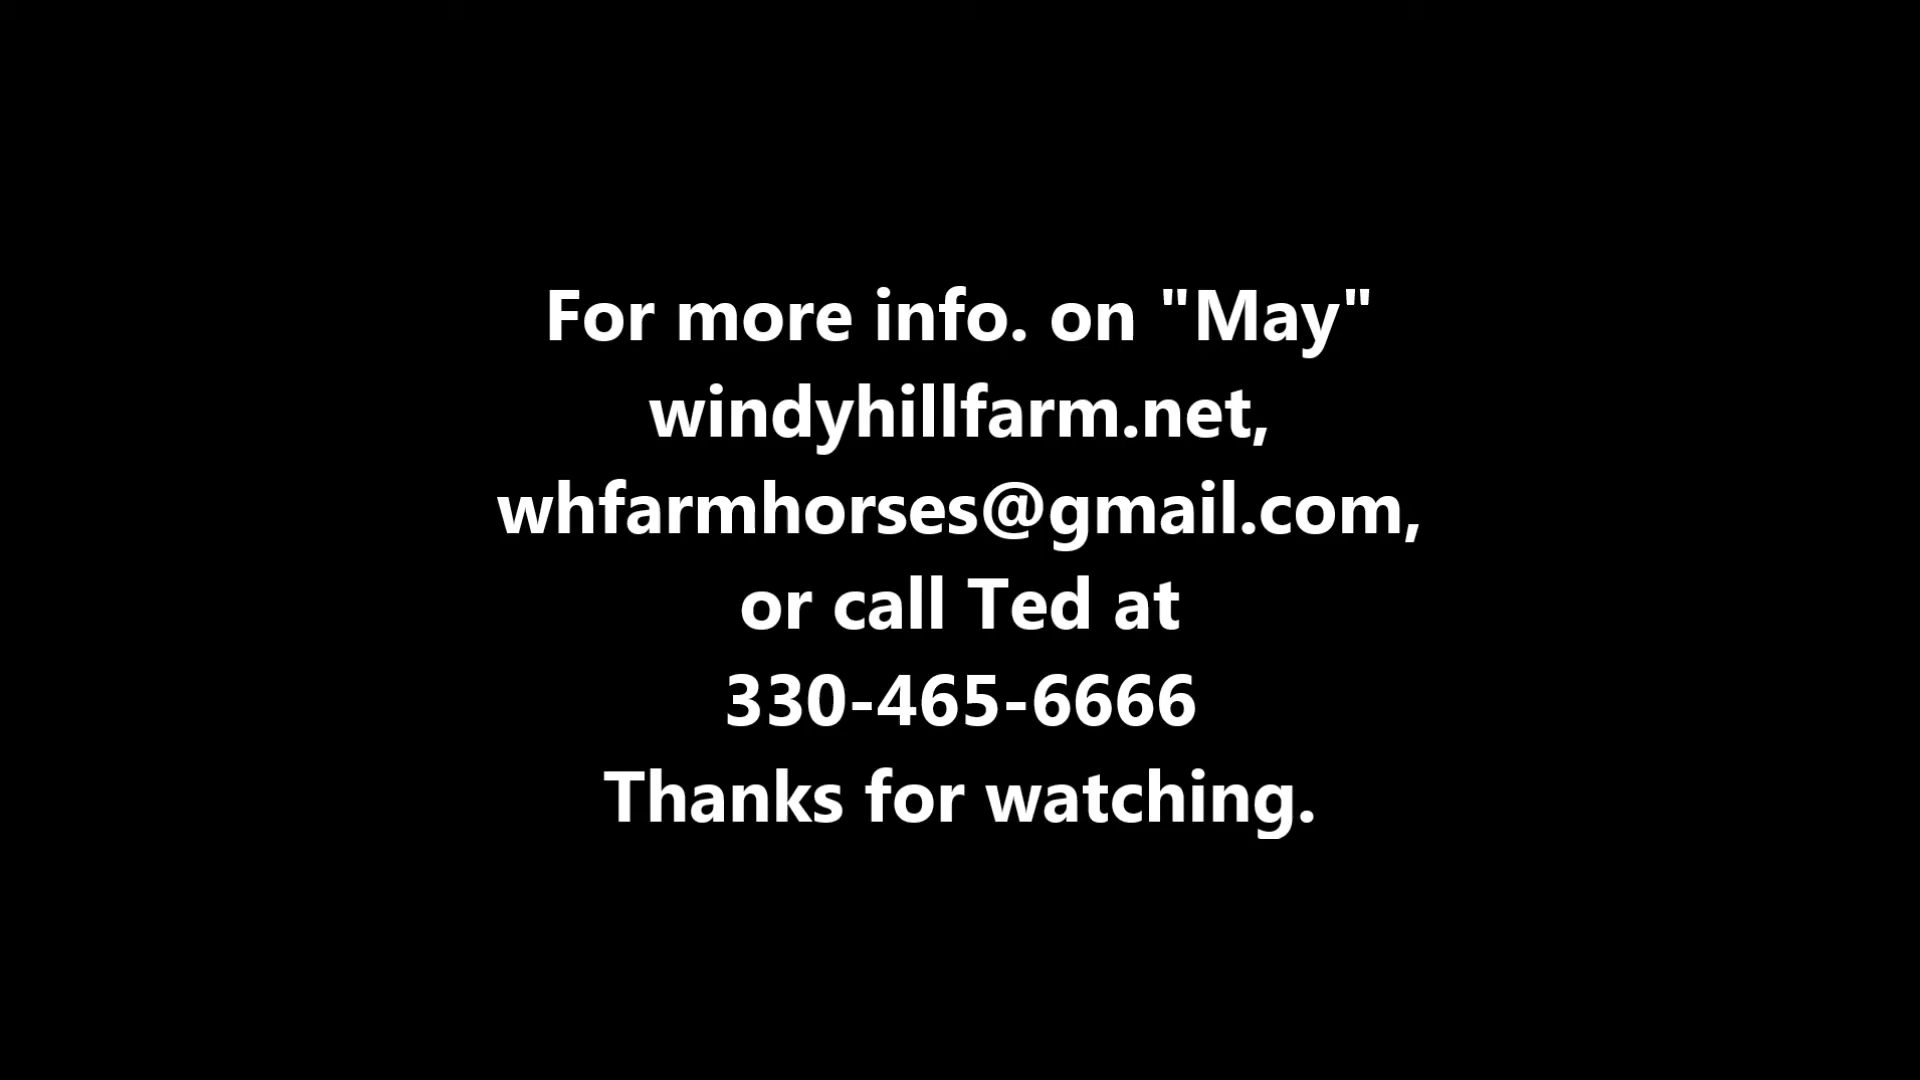 For more info. on "May"
windyhillfarm.net,
whfarmhorses@gmail.com,
or call Ted at
330-465-6666
Thanks for watching.